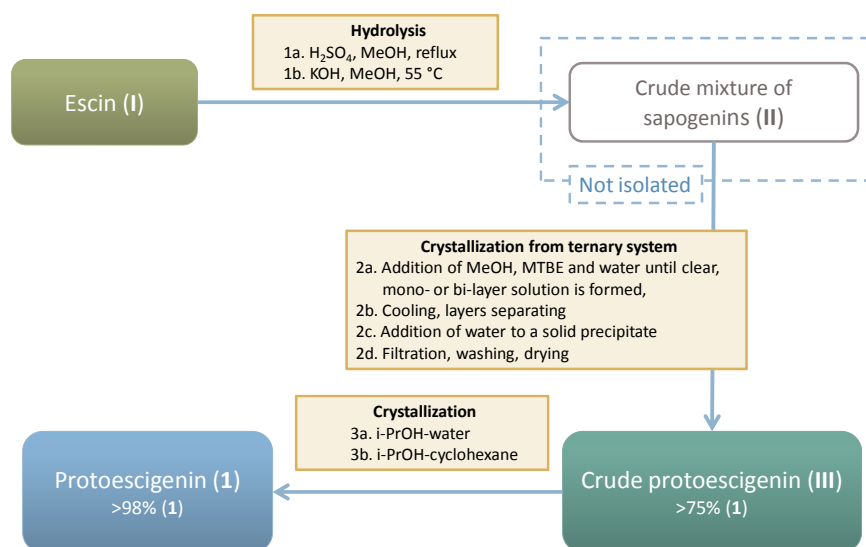 Hydrolysis
1a. H₂SO₄, MeOH, reflux
1b. KOH, MeOH, 55 °C
Escin (I)
Crude mixture of
sapogenins (II)
Not isolated
Crystallization from ternary system
2a. Addition of MeOH, MTBE and water until clear,
mono- or bi-layer solution is formed,
2b. Cooling, layers separating
2c. Addition of water to a solid precipitate
2d. Filtration, washing, drying
Crystallization
3a. i-PrOH-water
3b. i-PrOH-cyclohexane
Protoescigenin (1)
>98% (1)
Crude protoescigenin (III)
>75% (1)